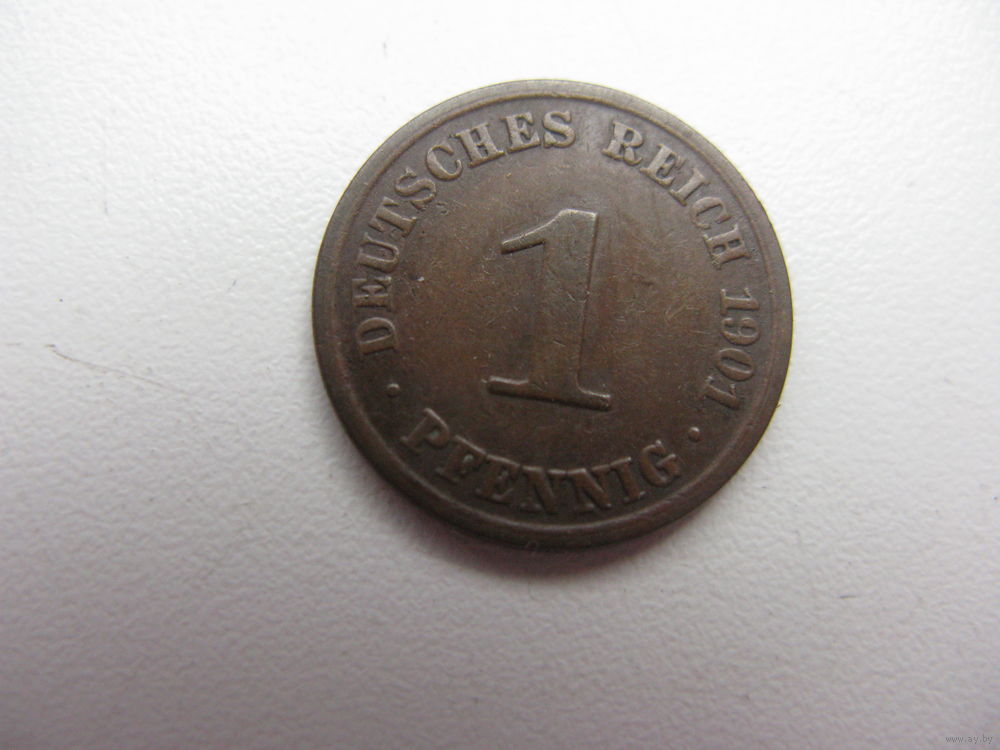 DEUTSCHES REICH 1901
1
· PFENNIG ·
www.ay.by